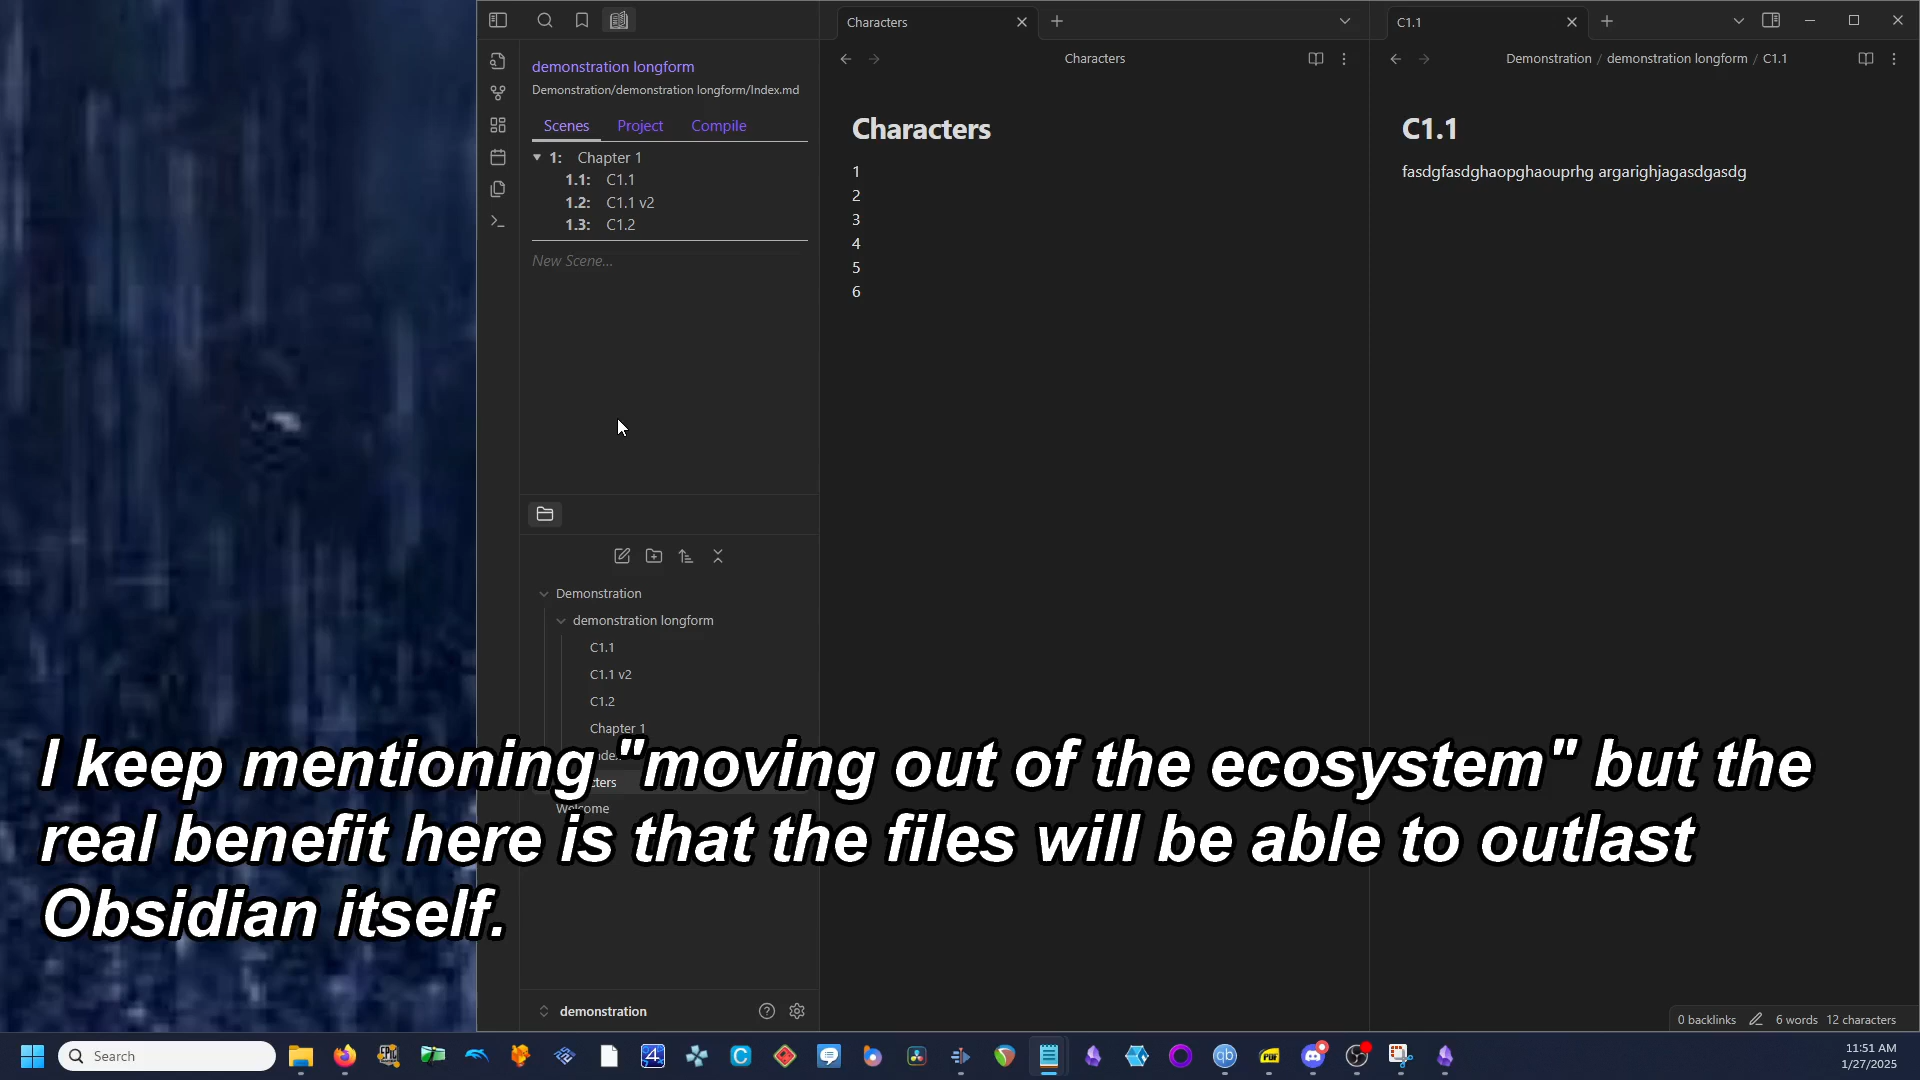 demonstration longform
Demonstration/demonstration longform/Index.md
Scenes Project Compile
1: Chapter 1
1.1: C1.1
1.2: C1.1 v2
1.3: C1.2
New Scene...
Demonstration
demonstration longform
C1.1
C1.1 v2
C1.2
Chapter 1
Welcome
demonstration
Characters
Characters
Characters
1
2
3
4
5
6
C1.1
Demonstration / demonstration longform / C1.1
C1.1
fasdgfasdghaopghaouprhg argarighjagasdgasdg
0 backlinks 6 words 12 characters
I keep mentioning "moving out of the ecosystem" but the
real benefit here is that the files will be able to outlast
Obsidian itself.
Search
11:51 AM
1/27/2025